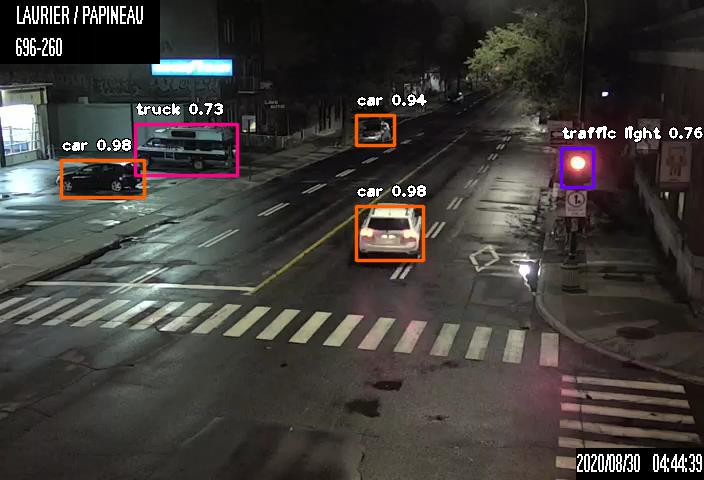 LAURIER / PAPINEAU
696-260
car 0.94
truck 0.73
traffic light 0.76
car 0.98
car 0.98
2020/08/30 04:44:39